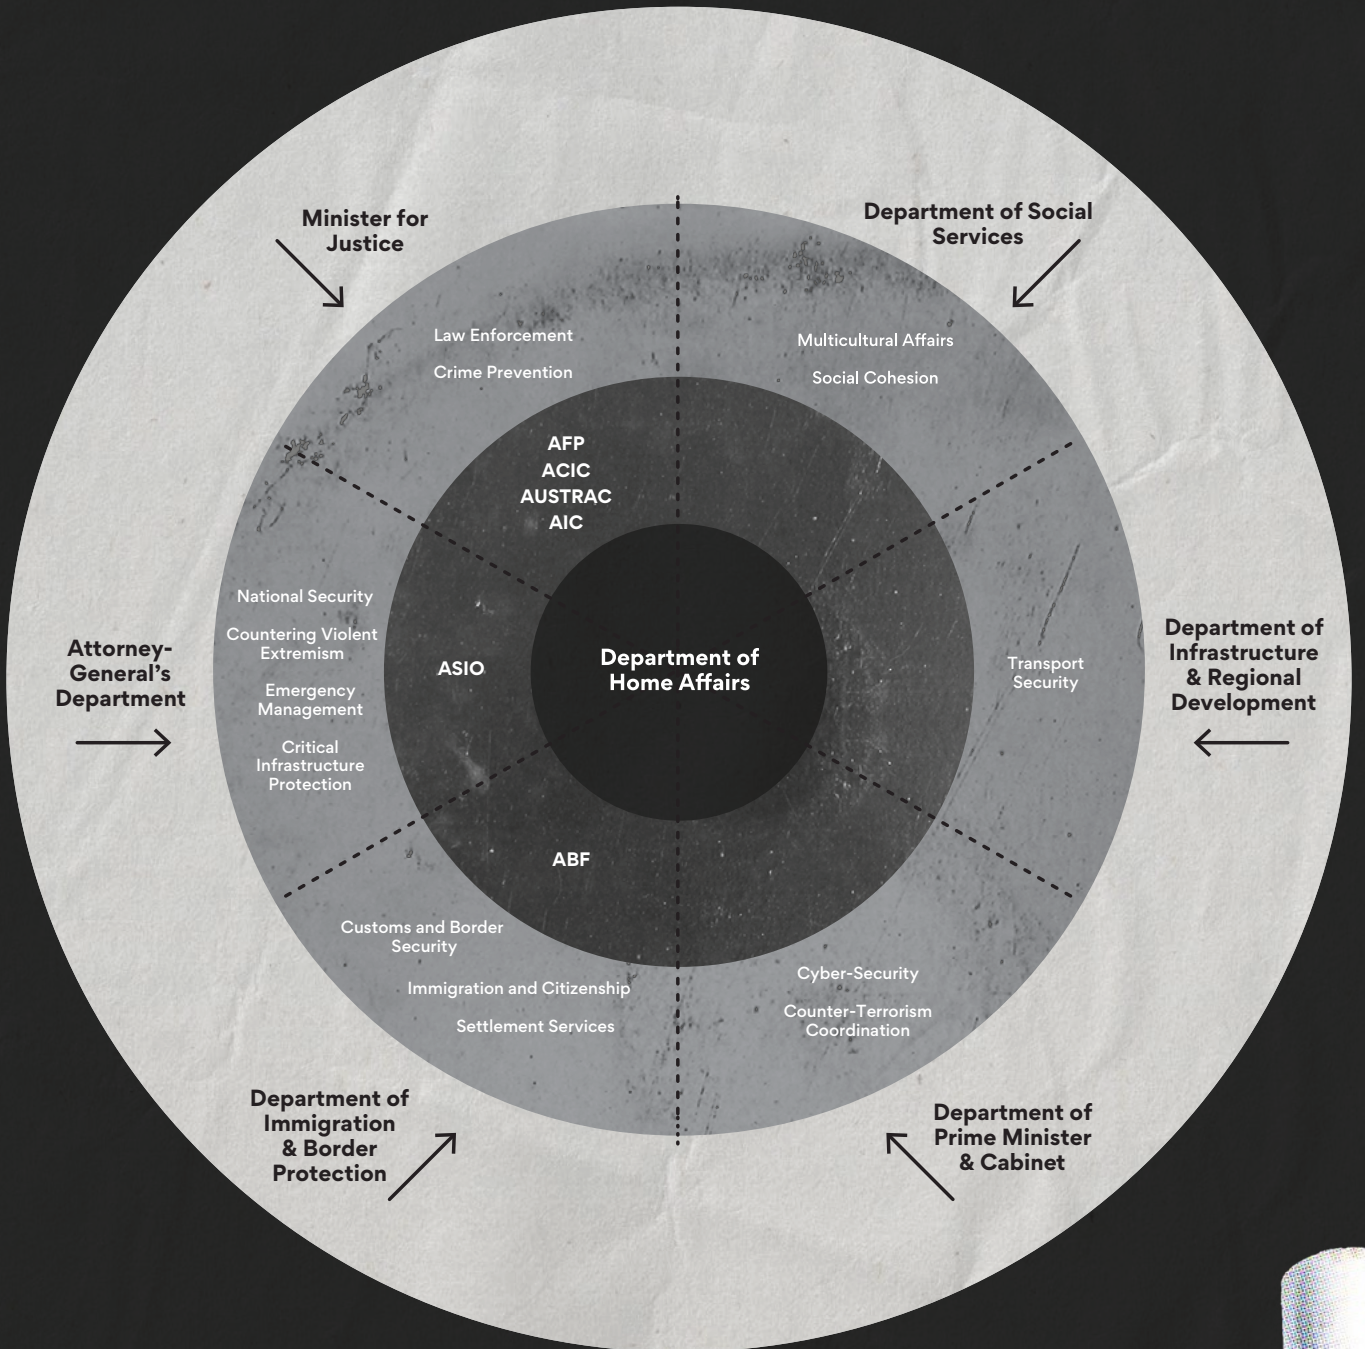 Minister for
Justice
Department of Social
Services
Law Enforcement
Crime Prevention
Multicultural Affairs
Social Cohesion
AFP
ACIC
AUSTRAC
AIC
National Security
Countering Violent
Extremism
Emergency
Management
Critical
Infrastructure
Protection
Attorney-
General’s
Department
ASIO
Department of
Home Affairs
Transport
Security
Department of
Infrastructure
& Regional
Development
ABF
Customs and Border
Security
Immigration and Citizenship
Settlement Services
Cyber-Security
Counter-Terrorism
Coordination
Department of
Immigration
& Border
Protection
Department of
Prime Minister
& Cabinet